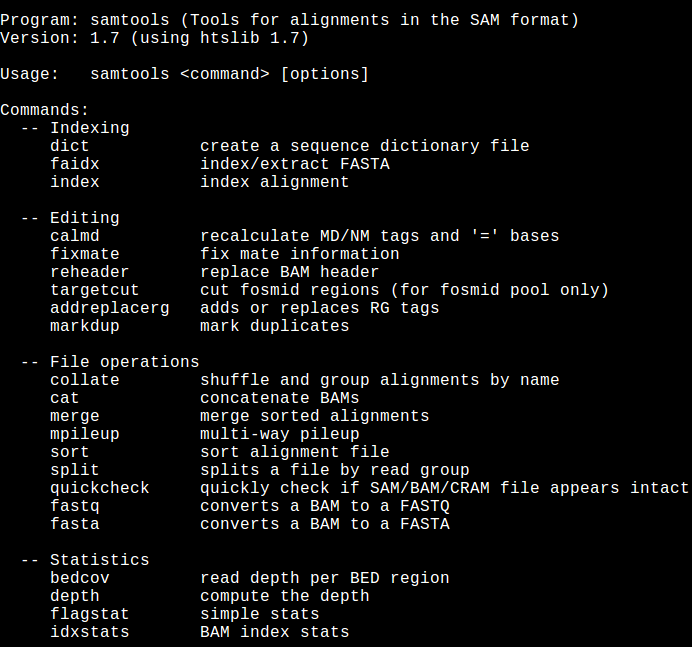 Program: samtools (Tools for alignments in the SAM format)
Version: 1.7 (using htslib 1.7)
Usage:   samtools <command> [options]
Commands:
  -- Indexing
     dict           create a sequence dictionary file
     faidx          index/extract FASTA
     index          index alignment
  -- Editing
     calmd          recalculate MD/NM tags and '=' bases
     fixmate        fix mate information
     reheader       replace BAM header
     targetcut      cut fosmid regions (for fosmid pool only)
     addreplacerg   adds or replaces RG tags
     markdup        mark duplicates
  -- File operations
     collate        shuffle and group alignments by name
     cat            concatenate BAMs
     merge          merge sorted alignments
     mpileup        multi-way pileup
     sort           sort alignment file
     split          splits a file by read group
     quickcheck     quickly check if SAM/BAM/CRAM file appears intact
     fastq          converts a BAM to a FASTQ
     fasta          converts a BAM to a FASTA
  -- Statistics
     bedcov         read depth per BED region
     depth          compute the depth
     flagstat       simple stats
     idxstats       BAM index stats